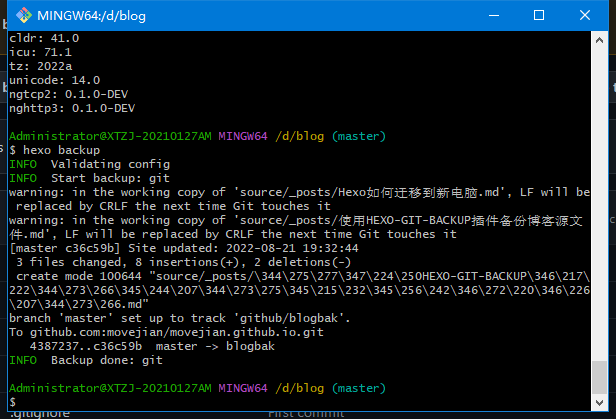 MINGW64:/d/blog
cldr: 41.0
icu: 71.1
tz: 2022a
unicode: 14.0
ngtcp2: 0.1.0-DEV
nghttp3: 0.1.0-DEV
Administrator@XTZJ-20210127AM MINGW64 /d/blog (master)
$ hexo backup
INFO  Validating config
INFO  Start backup: git
warning: in the working copy of 'source/_posts/Hexo如何迁移到新电脑.md', LF will be
 replaced by CRLF the next time Git touches it
warning: in the working copy of 'source/_posts/使用HEXO-GIT-BACKUP插件备份博客源文
件.md', LF will be replaced by CRLF the next time Git touches it
[master c36c59b] Site updated: 2022-08-21 19:32:44
 3 files changed, 8 insertions(+), 2 deletions(-)
 create mode 100644 "source/_posts/\344\275\277\347\224\250HEXO-GIT-BACKUP\346\217\
222\344\273\266\345\244\207\344\273\275\345\215\232\345\256\242\346\272\220\346\226
\207\344\273\266.md"
branch 'master' set up to track 'github/blogbak'.
To github.com:movejian/movejian.github.io.git
   4387237..c36c59b  master -> blogbak
INFO  Backup done: git
Administrator@XTZJ-20210127AM MINGW64 /d/blog (master)
$
.gitignore
First commit